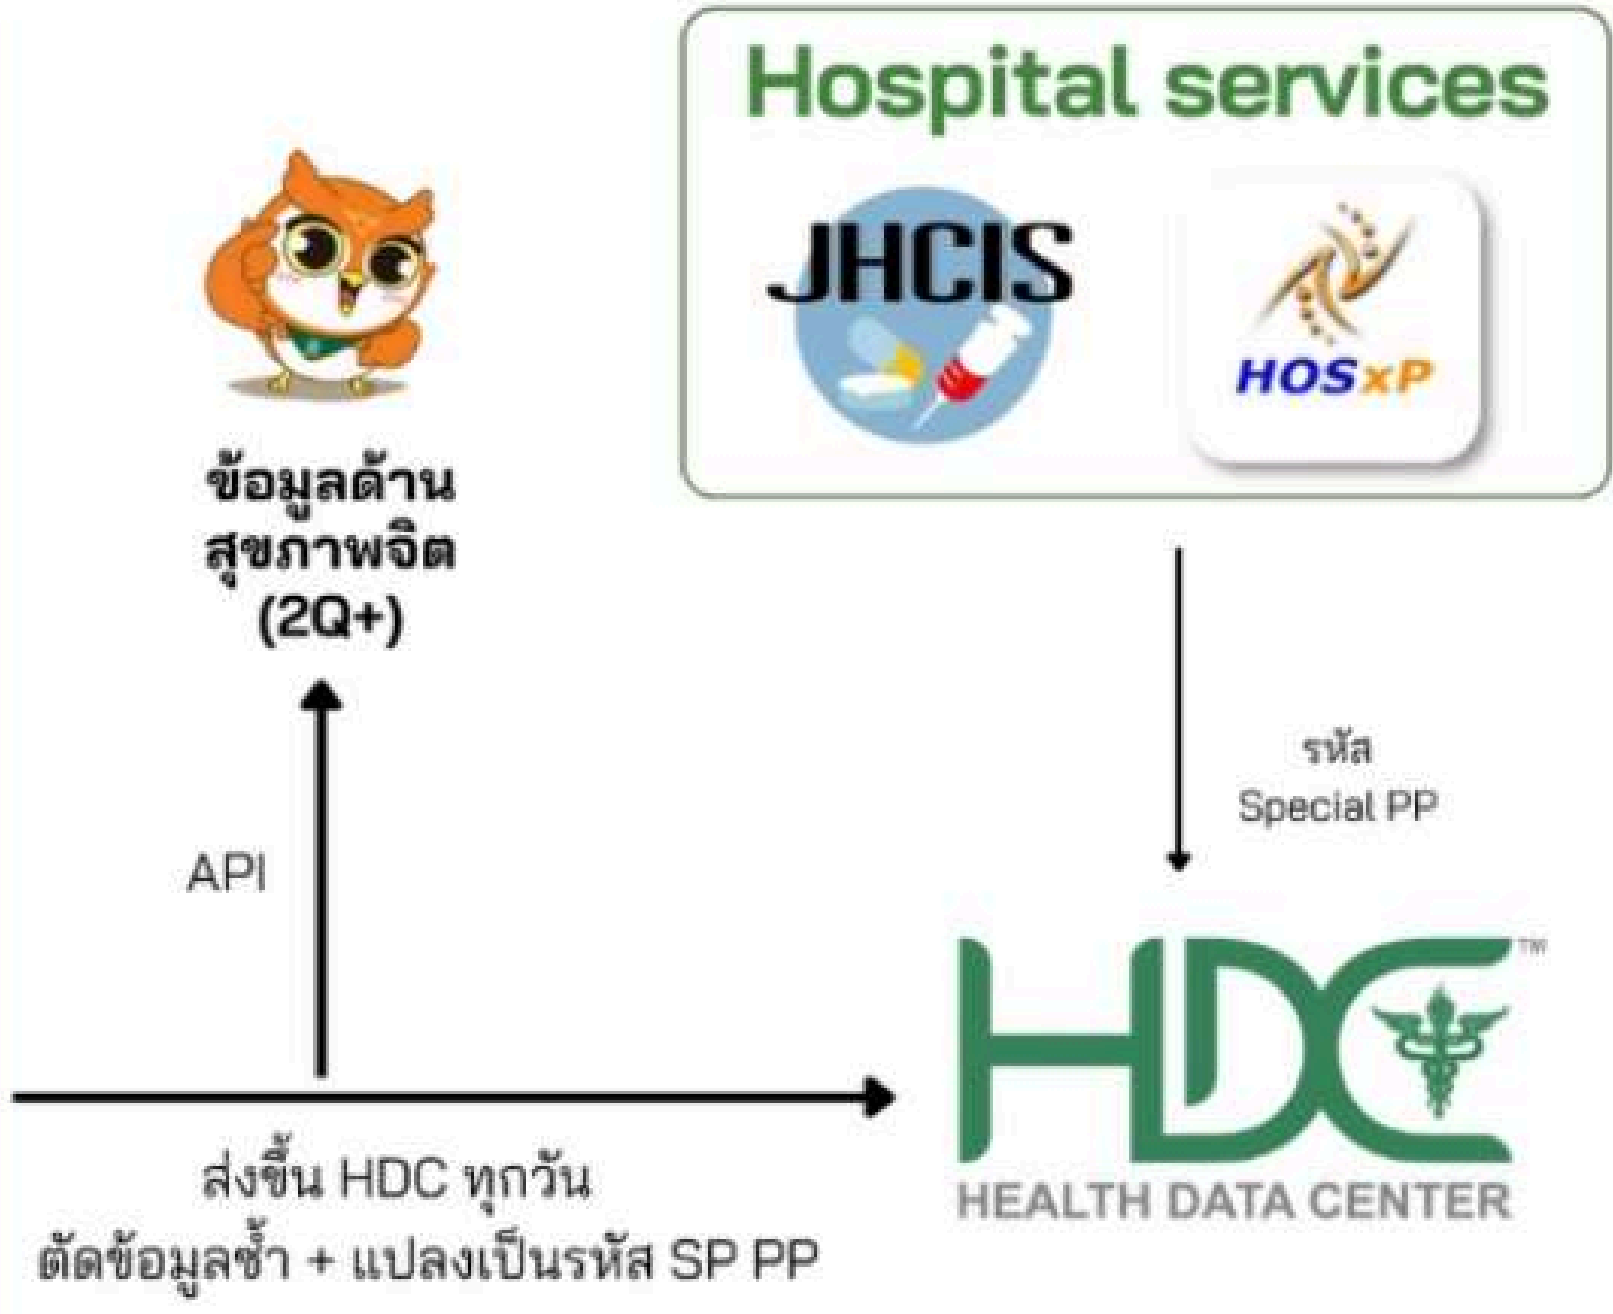 Hospital services
JHCIS
HOSxP
ข้อมูลด้าน
สุขภาพจิต
(2Q+)
รหัส
Special PP
API
HDC
TM
HEALTH DATA CENTER
ส่งขึ้น HDC ทุกวัน
ตัดข้อมูลซ้ำ + แปลงเป็นรหัส SP PP